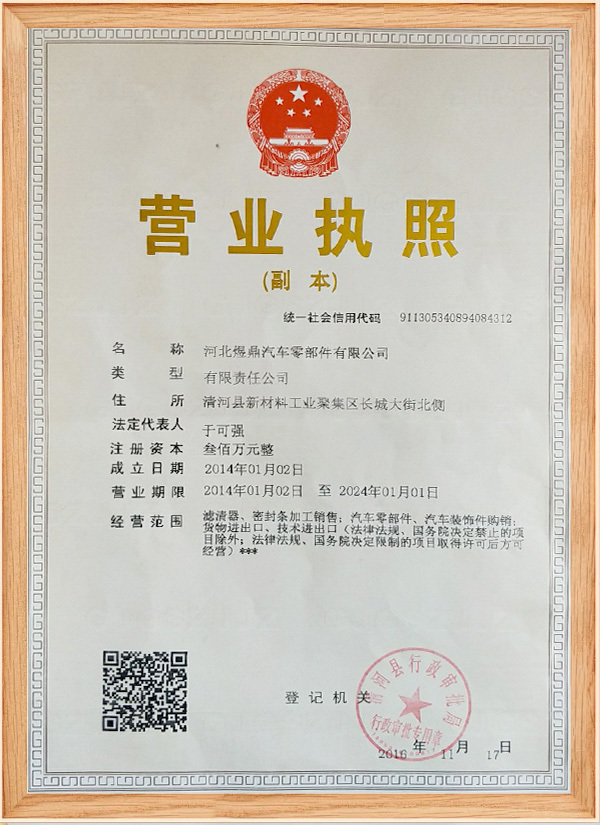 营业执照
(副 本)
统一社会信用代码 911305340894084312
名 称 河北煜鼎汽车零部件有限公司
类 型 有限责任公司
住 所 清河县新材料工业聚集区长城大街北侧
法定代表人 于可强
注册资本 叁佰万元整
成立日期 2014年01月02日
营业期限 2014年01月02日 至 2024年01月01日
经营范围 滤清器、密封条加工销售；汽车零部件、汽车装饰件购销；
货物进出口、技术进出口（法律法规、国务院决定禁止的项
目除外；法律法规、国务院决定限制的项目取得许可后方可
经营）***
清河县行政审批局
登记机关
行政审批专用章
2016 年 11 月 17 日